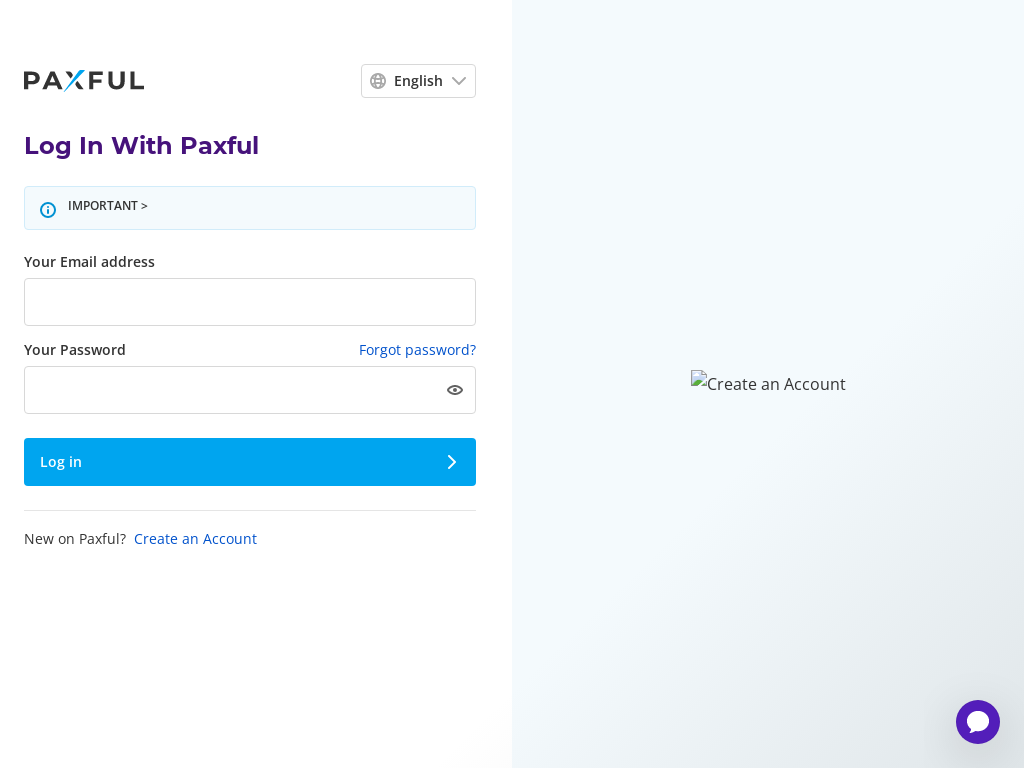 PAXFUL
English
Log In With Paxful
IMPORTANT >
Your Email address
Your Password
Forgot password?
Log in
New on Paxful? Create an Account
Create an Account